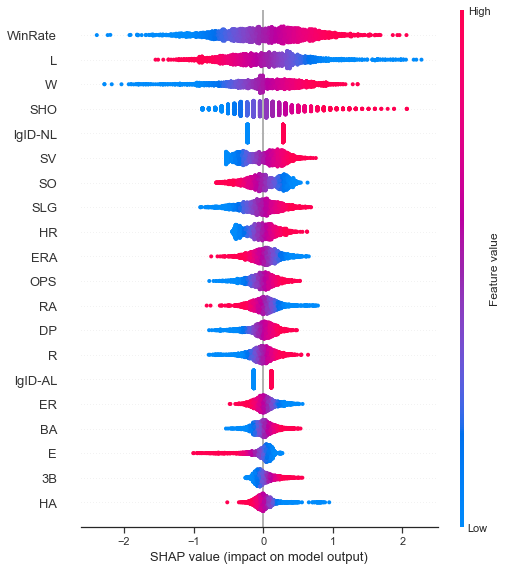 High
WinRate
L
W
SHO
lgID-NL
SV
SO
SLG
HR
ERA
OPS
RA
DP
R
lgID-AL
ER
BA
E
3B
HA
Feature value
Low
−2 −1 0 1 2
SHAP value (impact on model output)